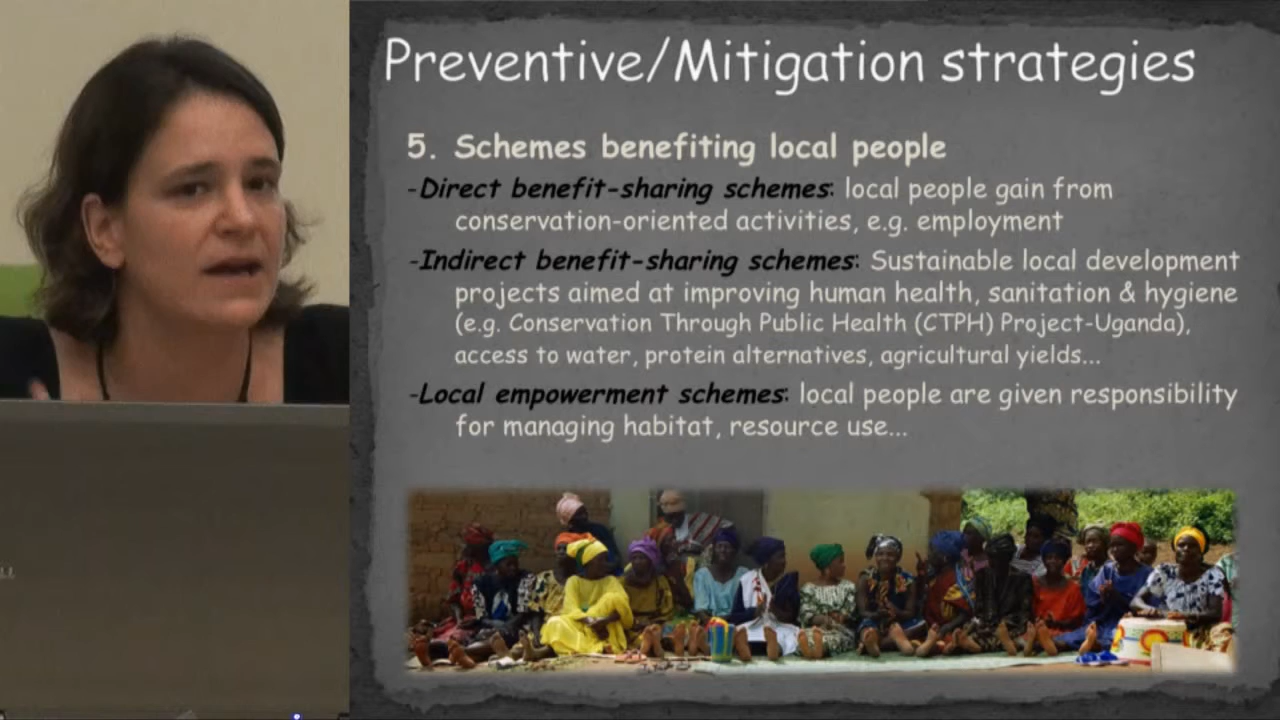 Preventive/Mitigation strategies
5. Schemes benefiting local people
-Direct benefit-sharing schemes: local people gain from
conservation-oriented activities, e.g. employment
-Indirect benefit-sharing schemes: Sustainable local development
projects aimed at improving human health, sanitation & hygiene
(e.g. Conservation Through Public Health (CTPH) Project-Uganda),
access to water, protein alternatives, agricultural yields...
-Local empowerment schemes: local people are given responsibility
for managing habitat, resource use...